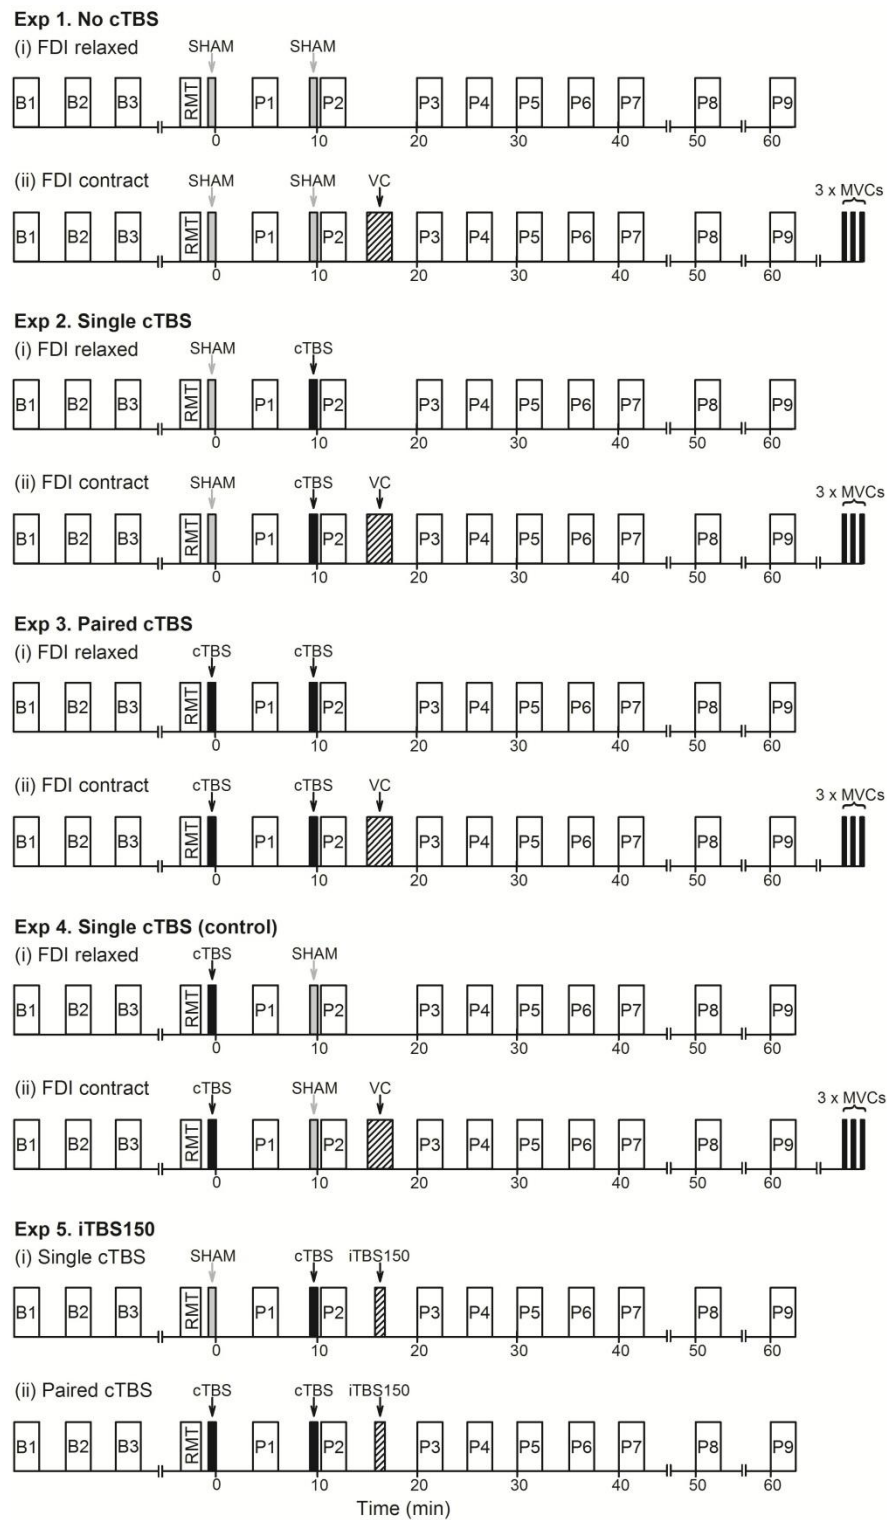 Exp 1. No cTBS
(i) FDI relaxed
SHAM SHAM
B1 B2 B3 RMT P1 P2 P3 P4 P5 P6 P7 P8 P9
0 10 20 30 40 50 60
(ii) FDI contract
SHAM SHAM VC 3 x MVCs
B1 B2 B3 RMT P1 P2 P3 P4 P5 P6 P7 P8 P9
0 10 20 30 40 50 60
Exp 2. Single cTBS
(i) FDI relaxed
SHAM cTBS
B1 B2 B3 RMT P1 P2 P3 P4 P5 P6 P7 P8 P9
0 10 20 30 40 50 60
(ii) FDI contract
SHAM cTBS VC 3 x MVCs
B1 B2 B3 RMT P1 P2 P3 P4 P5 P6 P7 P8 P9
0 10 20 30 40 50 60
Exp 3. Paired cTBS
(i) FDI relaxed
cTBS cTBS
B1 B2 B3 RMT P1 P2 P3 P4 P5 P6 P7 P8 P9
0 10 20 30 40 50 60
(ii) FDI contract
cTBS cTBS VC 3 x MVCs
B1 B2 B3 RMT P1 P2 P3 P4 P5 P6 P7 P8 P9
0 10 20 30 40 50 60
Exp 4. Single cTBS (control)
(i) FDI relaxed
cTBS SHAM
B1 B2 B3 RMT P1 P2 P3 P4 P5 P6 P7 P8 P9
0 10 20 30 40 50 60
(ii) FDI contract
cTBS SHAM VC 3 x MVCs
B1 B2 B3 RMT P1 P2 P3 P4 P5 P6 P7 P8 P9
0 10 20 30 40 50 60
Exp 5. iTBS150
(i) Single cTBS
SHAM cTBS iTBS150
B1 B2 B3 RMT P1 P2 P3 P4 P5 P6 P7 P8 P9
0 10 20 30 40 50 60
(ii) Paired cTBS
cTBS cTBS iTBS150
B1 B2 B3 RMT P1 P2 P3 P4 P5 P6 P7 P8 P9
0 10 20 30 40 50 60
Time (min)